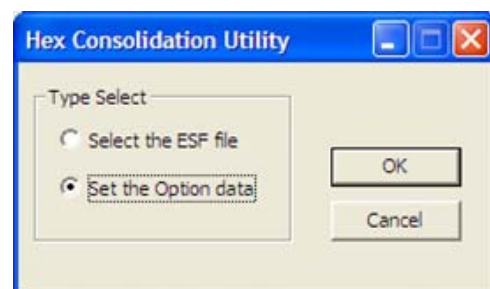 Hex Consolidation Utility
Type Select
Select the ESF file
Set the Option data
OK
Cancel